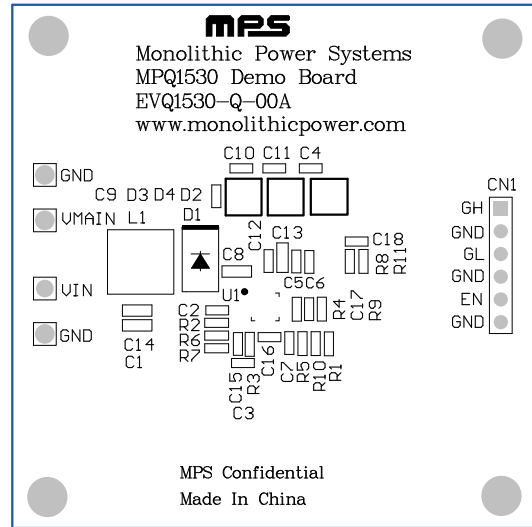 mps
Monolithic Power Systems
MPQ1530 Demo Board
EVQ1530-Q-00A
www.monolithicpower.com
C10 C11 C4
GND
C9 D3 D4 D2
CN1
VMAIN L1 D1
GH
GND
GL
GND
EN
GND
C12 C13
C18
R8 R118
C8
C5 C6
VIN
U1
R4 C17 R9
C2
R2
R6
R7
GND
C14
C1
C15 R3 C16 C7 R5 R10 R1
C3
MPS Confidential
Made In China